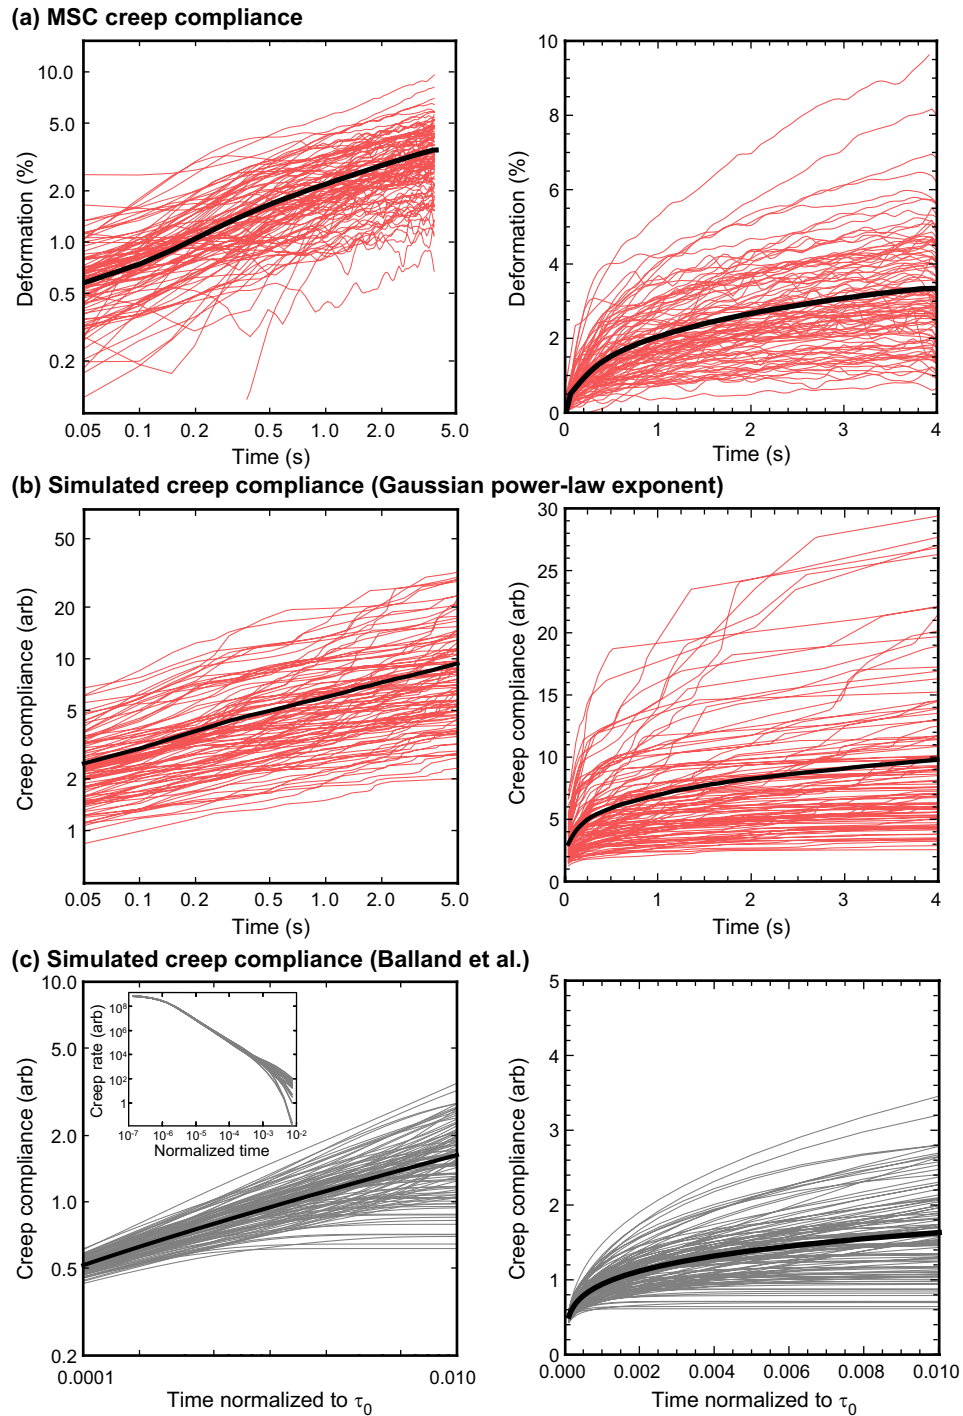 (a) MSC creep compliance
Deformation (%)
10.0
5.0
2.0
1.0
0.5
0.2
0.05 0.1 0.2 0.5 1.0 2.0 5.0
Time (s)
Deformation (%)
10
8
6
4
2
0
0 1 2 3 4
Time (s)
(b) Simulated creep compliance (Gaussian power-law exponent)
Creep compliance (arb)
50
20
10
5
2
1
0.05 0.1 0.2 0.5 1.0 2.0 5.0
Time (s)
Creep compliance (arb)
30
25
20
15
10
5
0
0 1 2 3 4
Time (s)
(c) Simulated creep compliance (Balland et al.)
Creep compliance (arb)
10.0
5.0
2.0
1.0
0.5
0.2
0.0001 0.010
Time normalized to τ0
Creep rate (arb)
10^8
10^6
10^4
10^2
1
10^-7 10^-6 10^-5 10^-4 10^-3 10^-2
Normalized time
Creep compliance (arb)
5
4
3
2
1
0
0.000 0.002 0.004 0.006 0.008 0.010
Time normalized to τ0